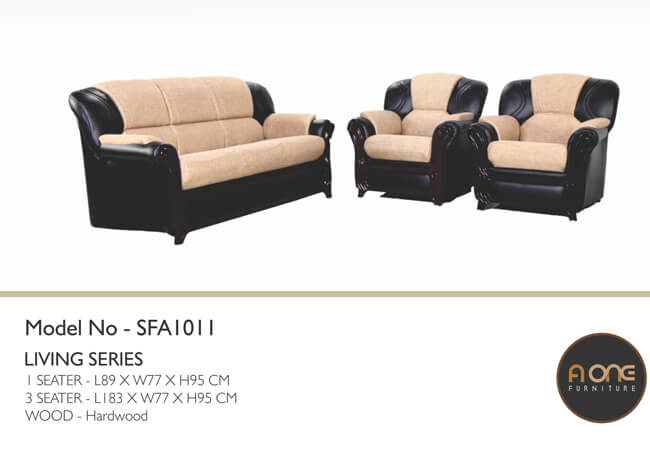 Model No - SFA1011
LIVING SERIES
1 SEATER - L89 X W77 X H95 CM
3 SEATER - L183 X W77 X H95 CM
WOOD - Hardwood
A ONE
FURNITURE